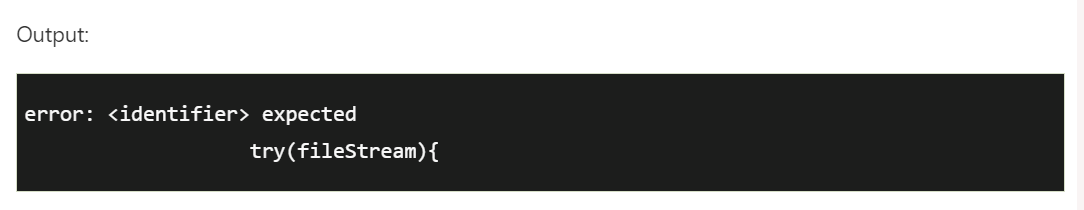 Output:
error: <identifier> expected
try(fileStream){